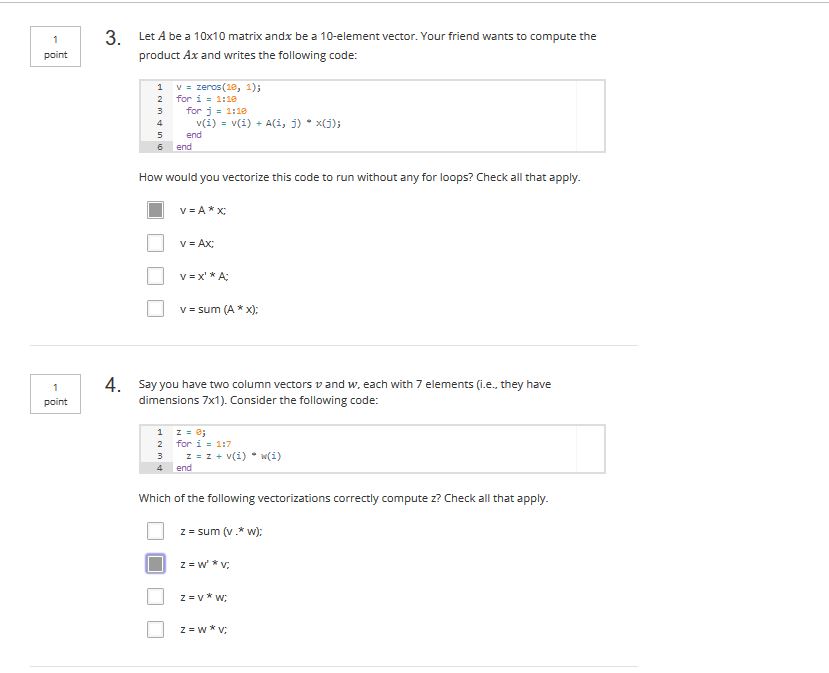 1
point
3.
Let A be a 10x10 matrix andx be a 10-element vector. Your friend wants to compute the
product Ax and writes the following code:
1 v = zeros(10, 1);
2 for i = 1:10
3 for j = 1:10
4 v(i) = v(i) + A(i, j) * x(j);
5 end
6 end
How would you vectorize this code to run without any for loops? Check all that apply.
v = A * x;
v = Ax;
v = x' * A;
v = sum (A * x);
1
point
4.
Say you have two column vectors v and w, each with 7 elements (i.e., they have
dimensions 7x1). Consider the following code:
1 z = 0;
2 for i = 1:7
3 z = z + v(i) * w(i)
4 end
Which of the following vectorizations correctly compute z? Check all that apply.
z = sum (v .* w);
z = w' * v;
z = v * w;
z = w * v;